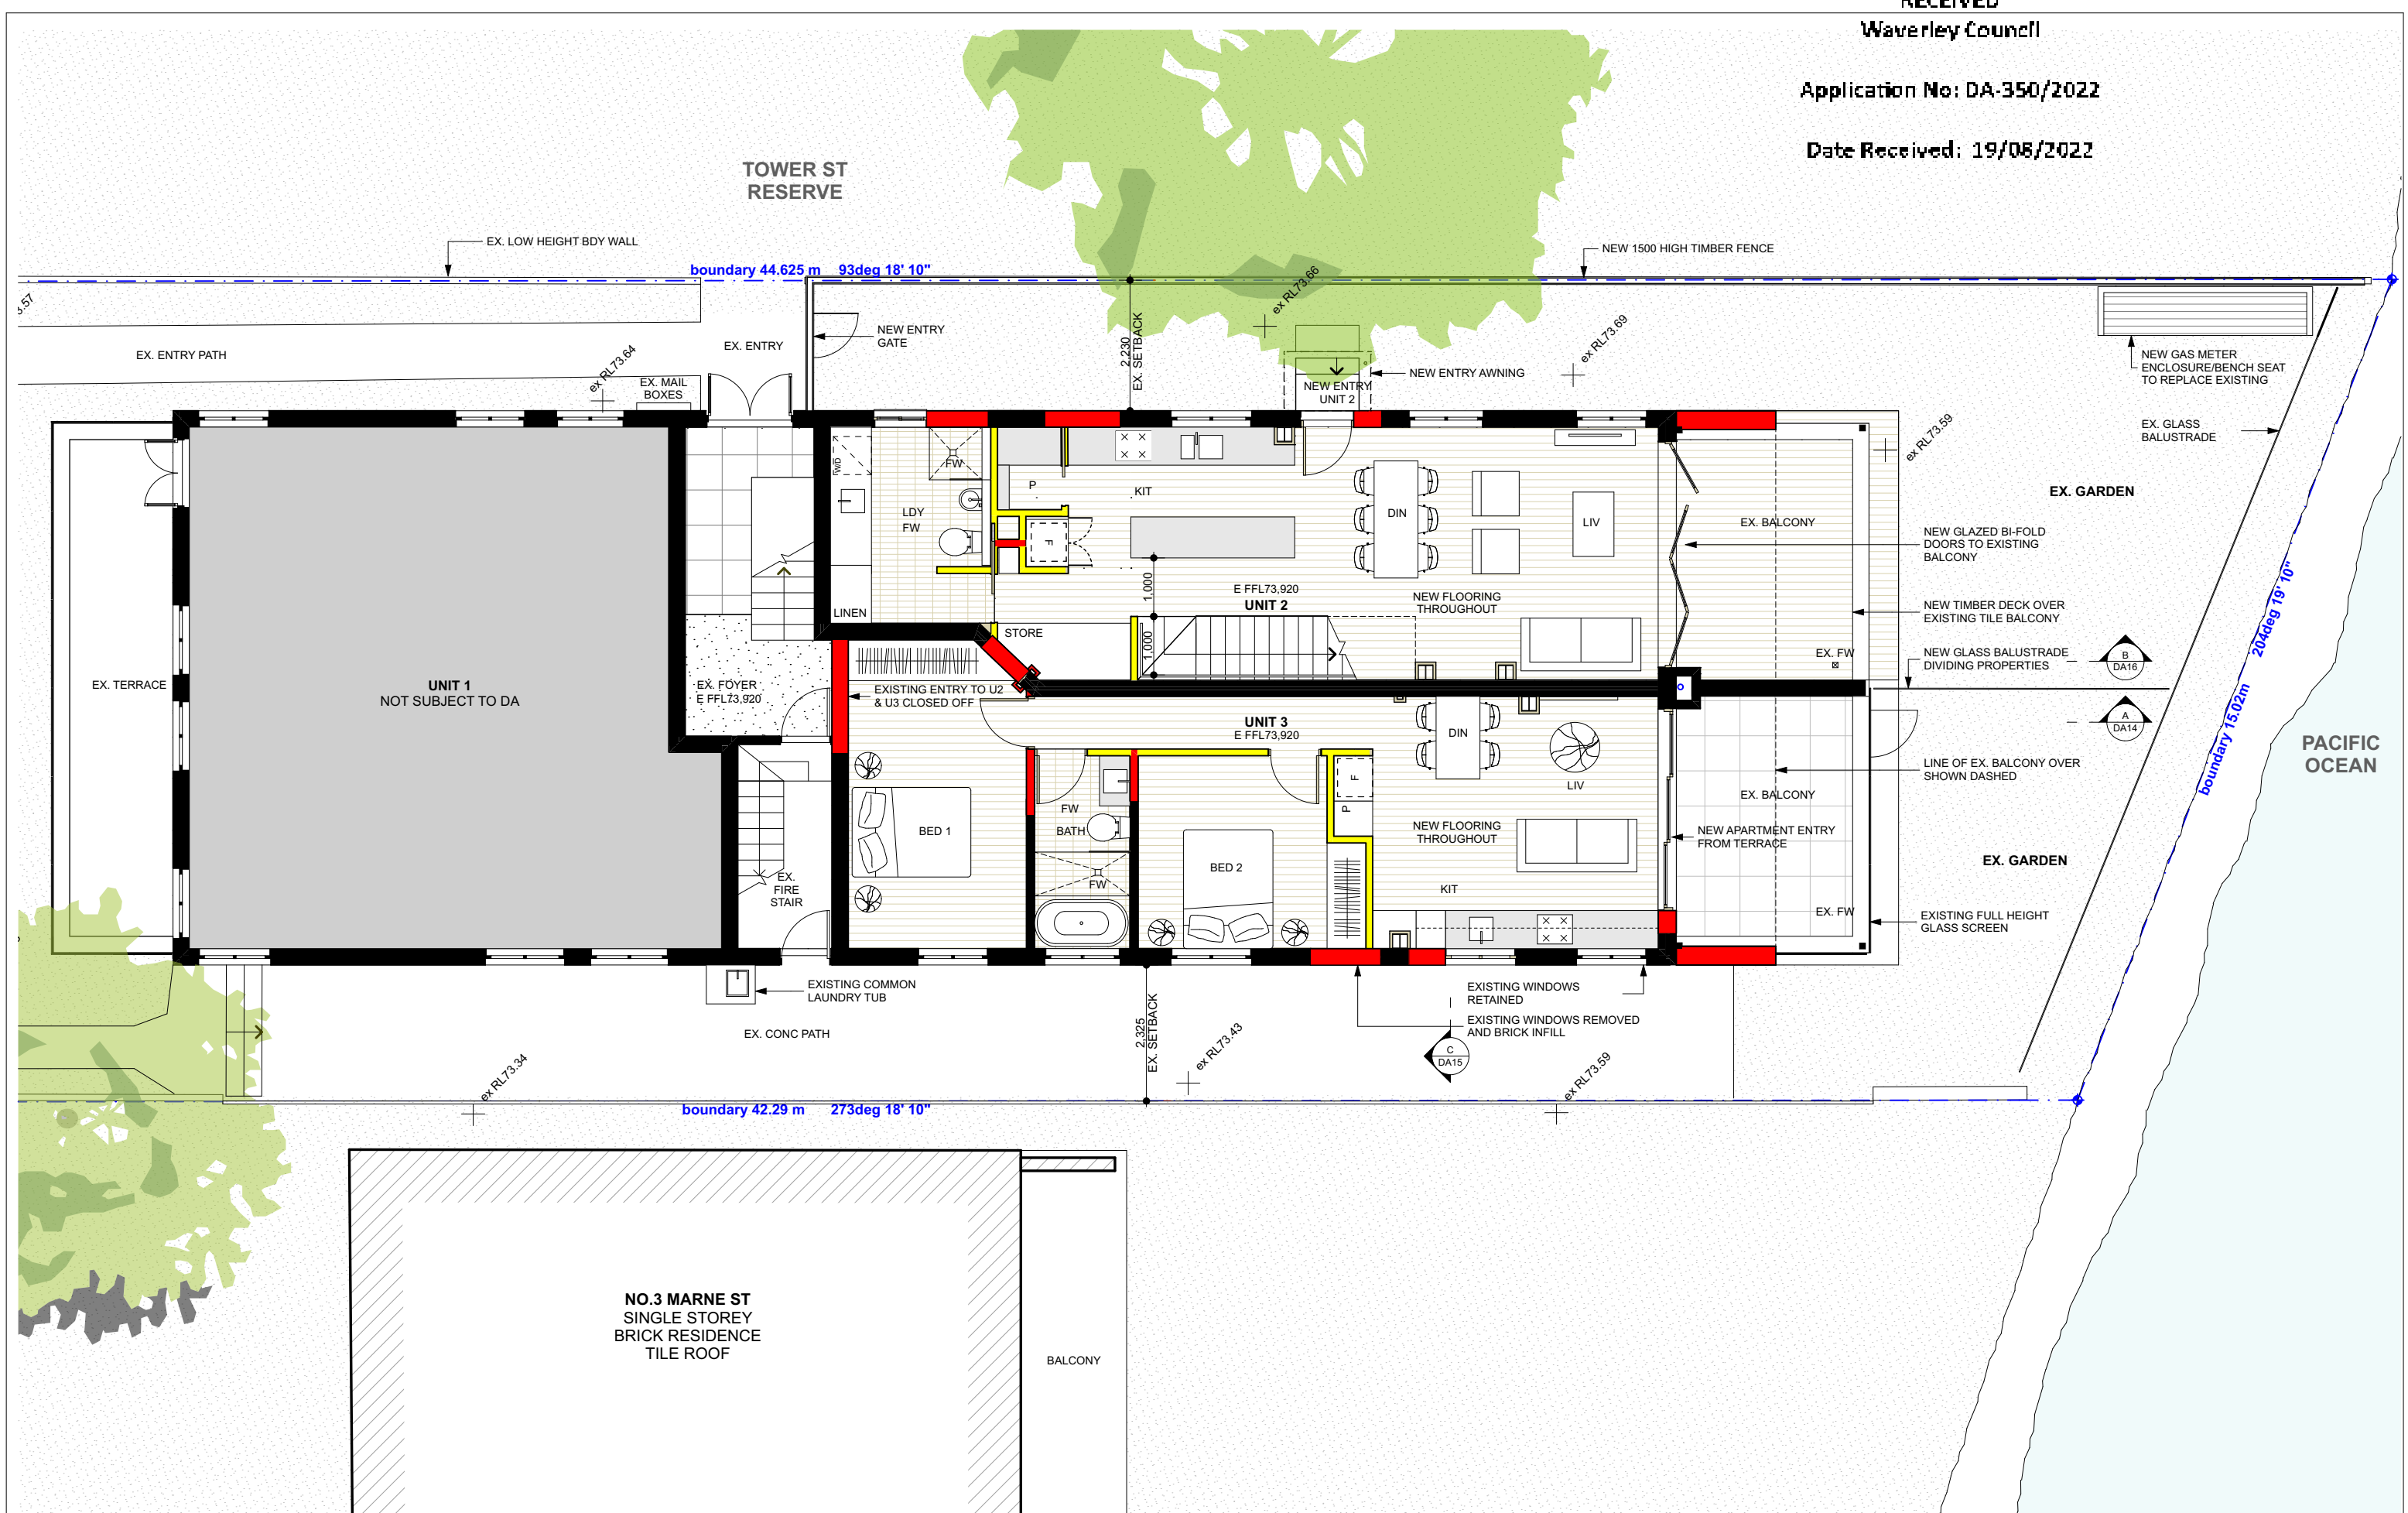 RECEIVED
Waverley Council
Application No: DA-350/2022
Date Received: 19/08/2022
TOWER ST
RESERVE
EX. LOW HEIGHT BDY WALL
NEW 1500 HIGH TIMBER FENCE
boundary 44.625 m 93deg 18' 10"
ex RL73.66
EX. ENTRY PATH
ex RL73.64
EX. MAIL
BOXES
EX. ENTRY
NEW ENTRY
GATE
2,230
EX. SETBACK
NEW ENTRY
UNIT 2
NEW ENTRY AWNING
ex RL73.69
NEW GAS METER
ENCLOSURE/BENCH SEAT
TO REPLACE EXISTING
EX. GLASS
BALUSTRADE
ex RL73.59
EX. GARDEN
W/D
FW
LDY
FW
LINEN
P
KIT
F
DIN
LIV
EX. BALCONY
NEW GLAZED BI-FOLD
DOORS TO EXISTING
BALCONY
1,000
1,000
E FFL73,920
UNIT 2
NEW FLOORING
THROUGHOUT
STORE
NEW TIMBER DECK OVER
EXISTING TILE BALCONY
EX. FW
NEW GLASS BALUSTRADE
DIVIDING PROPERTIES
B
DA16
A
DA14
204deg 19' 10"
boundary 15.02m
PACIFIC
OCEAN
EX. TERRACE
UNIT 1
NOT SUBJECT TO DA
EX. FOYER
E FFL73,920
EXISTING ENTRY TO U2
& U3 CLOSED OFF
UNIT 3
E FFL73,920
DIN
LIV
F
P
LINE OF EX. BALCONY OVER
SHOWN DASHED
EX. BALCONY
BED 1
FW
BATH
FW
BED 2
NEW FLOORING
THROUGHOUT
NEW APARTMENT ENTRY
FROM TERRACE
EX. GARDEN
EX.
FIRE
STAIR
KIT
EX. FW
EXISTING FULL HEIGHT
GLASS SCREEN
EXISTING COMMON
LAUNDRY TUB
EXISTING WINDOWS
RETAINED
EXISTING WINDOWS REMOVED
AND BRICK INFILL
EX. CONC PATH
2,325
EX. SETBACK
C
DA15
ex RL73.34
ex RL73.43
ex RL73.59
boundary 42.29 m 273deg 18' 10"
NO.3 MARNE ST
SINGLE STOREY
BRICK RESIDENCE
TILE ROOF
BALCONY